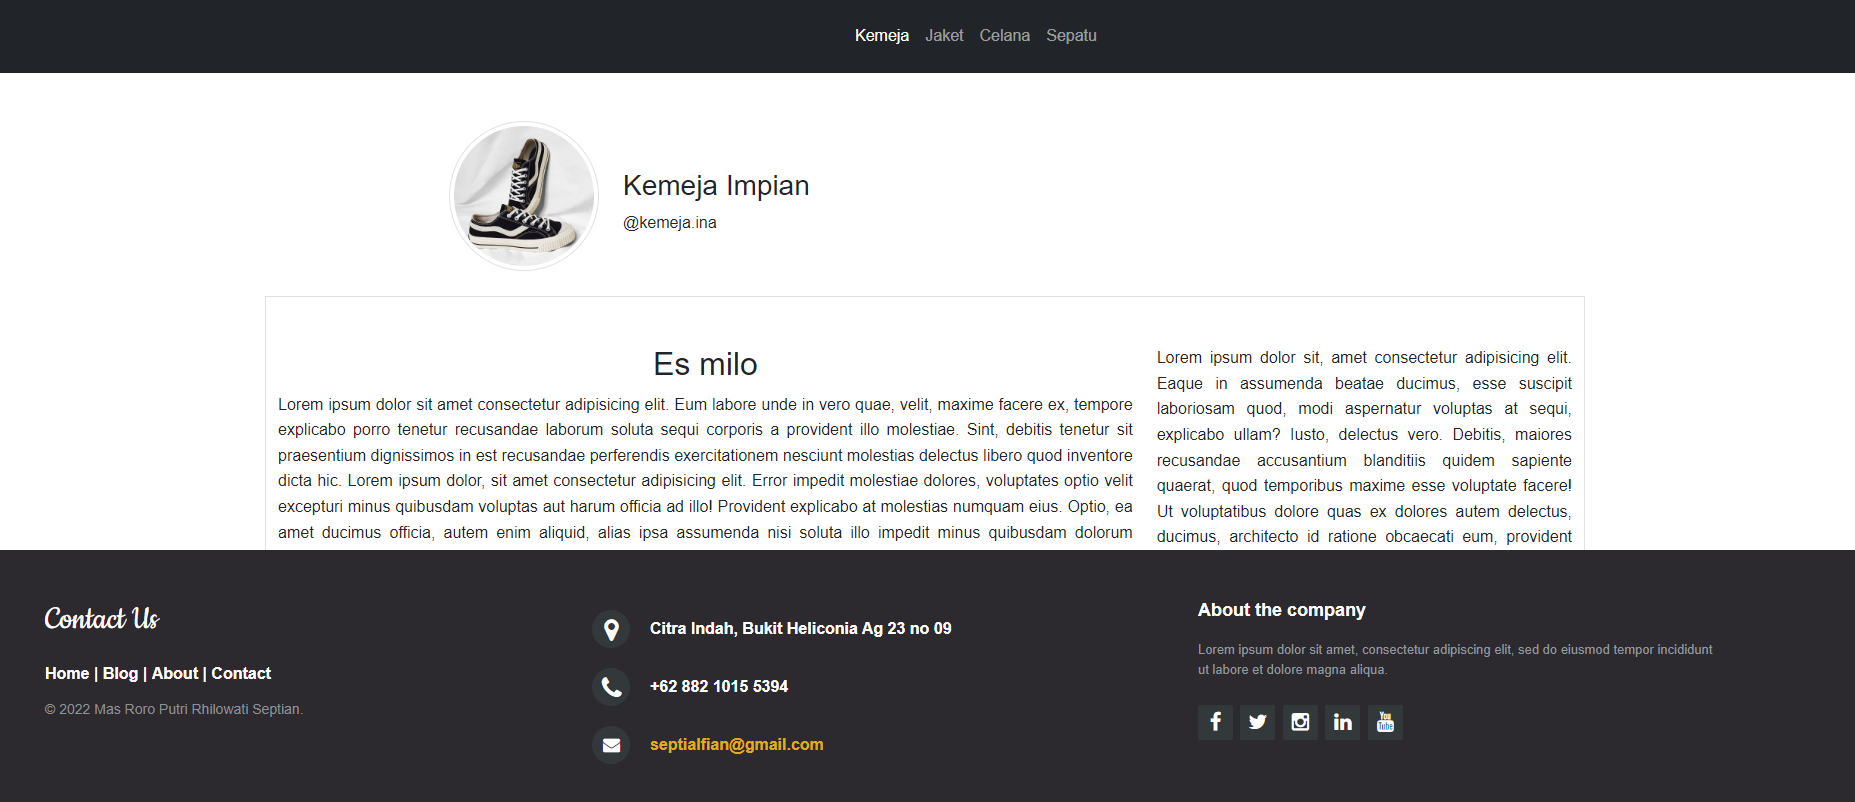 Kemeja Jaket Celana Sepatu
Kemeja Impian
@kemeja.ina
Es milo
Lorem ipsum dolor sit amet consectetur adipisicing elit. Eum labore unde in vero quae, velit, maxime facere ex, tempore
explicabo porro tenetur recusandae laborum soluta sequi corporis a provident illo molestiae. Sint, debitis tenetur sit
praesentium dignissimos in est recusandae perferendis exercitationem nesciunt molestias delectus libero quod inventore
dicta hic. Lorem ipsum dolor, sit amet consectetur adipisicing elit. Error impedit molestiae dolores, voluptates optio velit
excepturi minus quibusdam voluptas aut harum officia ad illo! Provident explicabo at molestias numquam eius. Optio, ea
amet ducimus officia, autem enim aliquid, alias ipsa assumenda nisi soluta illo impedit minus quibusdam dolorum
Lorem ipsum dolor sit, amet consectetur adipisicing elit.
Eaque in assumenda beatae ducimus, esse suscipit
laboriosam quod, modi aspernatur voluptas at sequi,
explicabo ullam? Iusto, delectus vero. Debitis, maiores
recusandae accusantium blanditiis quidem sapiente
quaerat, quod temporibus maxime esse voluptate facere!
Ut voluptatibus dolore quas ex dolores autem delectus,
ducimus, architecto id ratione obcaecati eum, provident
Contact Us
Home | Blog | About | Contact
© 2022 Mas Roro Putri Rhilowati Septian.
Citra Indah, Bukit Heliconia Ag 23 no 09
+62 882 1015 5394
septialfian@gmail.com
About the company
Lorem ipsum dolor sit amet, consectetur adipiscing elit, sed do eiusmod tempor incididunt
ut labore et dolore magna aliqua.
You
Tube